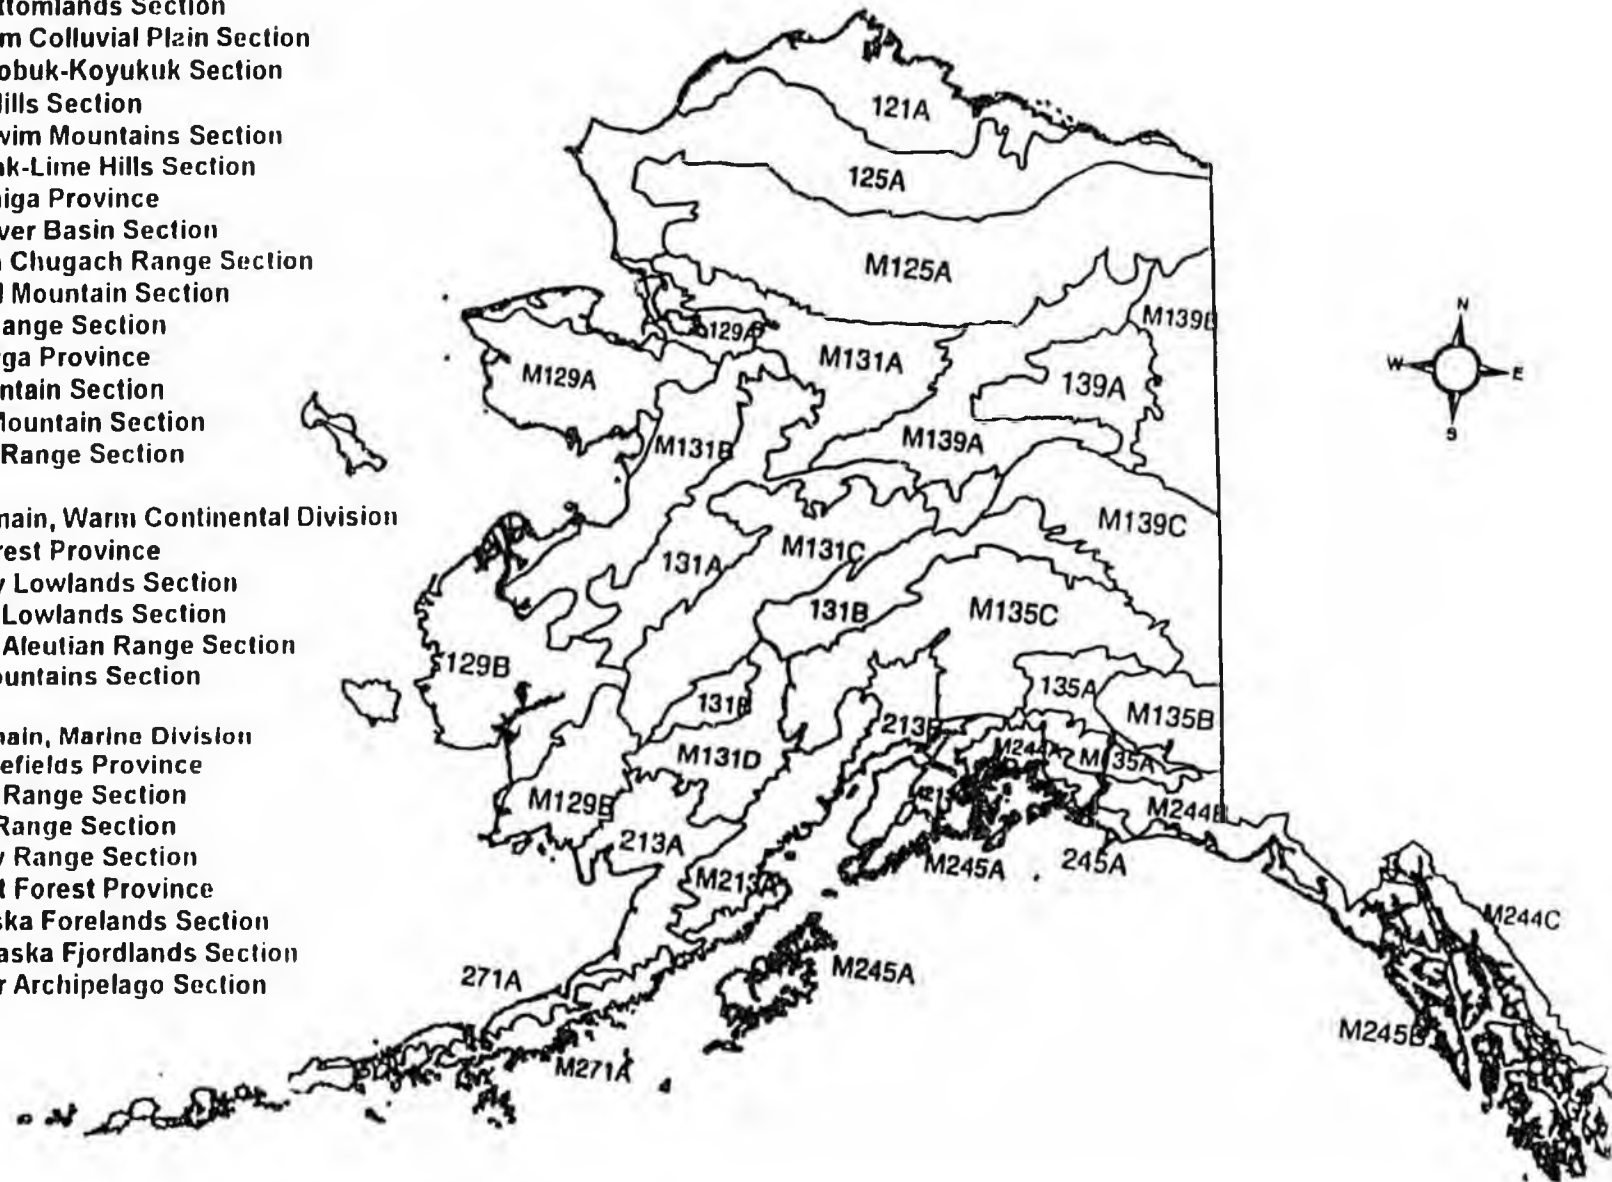 ttomlands Section
m Colluvial Plain Section
obuk-Koyukuk Section
Hills Section
wim Mountains Section
ak-Lime Hills Section
aiga Province
ver Basin Section
n Chugach Range Section
l Mountain Section
ange Section
rga Province
ntain Section
Mountain Section
Range Section
main, Warm Continental Division
rest Province
y Lowlands Section
Lowlands Section
Aleutian Range Section
ountains Section
nain, Marine Division
efields Province
Range Section
Range Section
y Range Section
t Forest Province
ska Forelands Section
aska Fjordlands Section
r Archipelago Section
121A
125A
M125A
M139B
129A
M131A
M129A
139A
M131B
M139A
M139C
M131C
131A
131B
M135C
129B
135A
131B
213B
M135B
M244A
M135A
M131D
M129B
M244B
213A
M245A
245A
M213A
M244C
271A
M245A
M245B
M271A
N
W
E
S